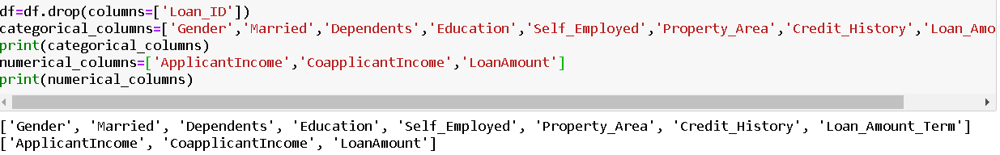 df=df.drop(columns=['Loan_ID'])
categorical_columns=['Gender','Married','Dependents','Education','Self_Employed','Property_Area','Credit_History','Loan_Amo
print(categorical_columns)
numerical_columns=['ApplicantIncome','CoapplicantIncome','LoanAmount']
print(numerical_columns)
['Gender', 'Married', 'Dependents', 'Education', 'Self_Employed', 'Property_Area', 'Credit_History', 'Loan_Amount_Term']
['ApplicantIncome', 'CoapplicantIncome', 'LoanAmount']